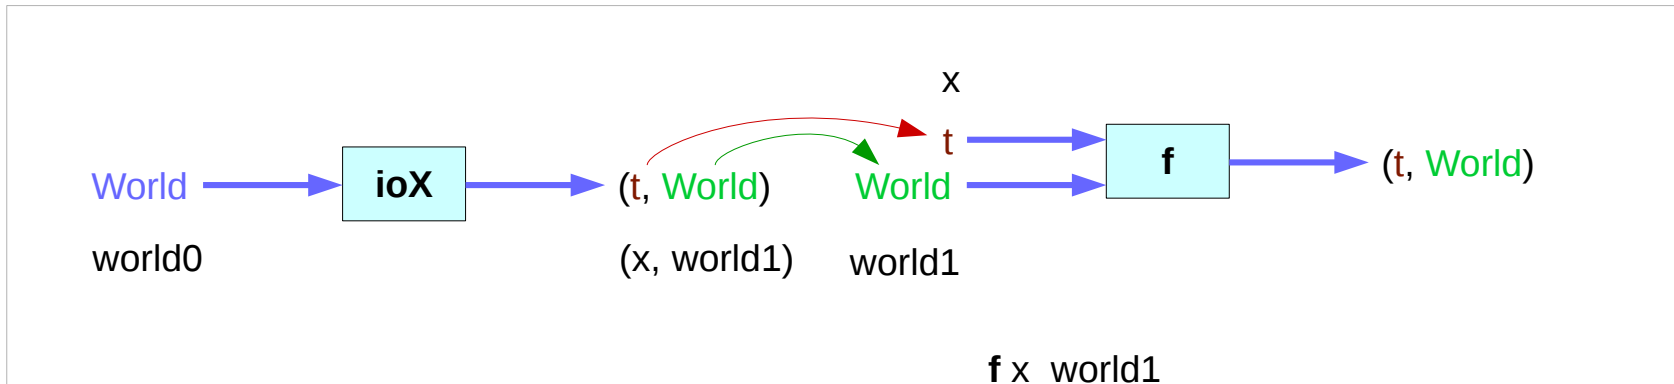 x
t
World ioX (t, World) World f (t, World)
world0 (x, world1) world1
f x world1